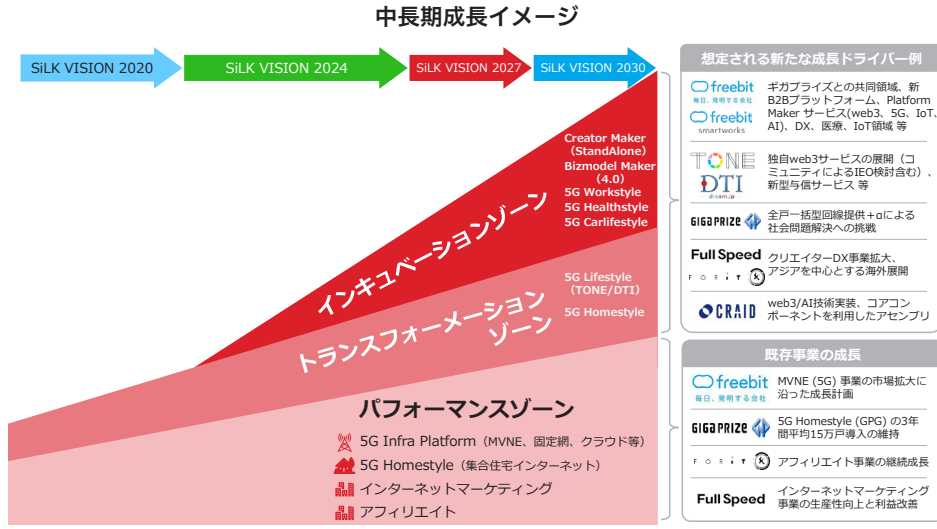 中長期成長イメージ
SiLK VISION 2020
SiLK VISION 2024
SiLK VISION 2027
SiLK VISION 2030
Creator Maker
(StandAlone)
Bizmodel Maker
(4.0)
5G Workstyle
5G Healthstyle
5G Carlifestyle
インキュベーションゾーン
5G Lifestyle
(TONE/DTI)
5G Homestyle
トランスフォーメーション
ゾーン
パフォーマンスゾーン
5G Infra Platform（MVNE、固定網、クラウド等）
5G Homestyle（集合住宅インターネット）
インターネットマーケティング
アフィリエイト
想定される新たな成長ドライバー例
freebit
毎日、発明する会社
freebit
smartworks
ギガプライズとの共同領域、新
B2Bプラットフォーム、Platform
Maker サービス(web3、5G、IoT、
AI)、DX、医療、IoT領域 等
TONE
DTI
dream.jp
独自web3サービスの展開（コ
ミュニティによるIEO検討含む）、
新型与信サービス 等
GIGAPRIZE
全戸一括型回線提供＋αによる
社会問題解決への挑戦
Full Speed
FORIT
クリエイターDX事業拡大、
アジアを中心とする海外展開
CRAID
web3/AI技術実装、コアコン
ポーネントを利用したアセンブリ
既存事業の成長
freebit
毎日、発明する会社
MVNE (5G) 事業の市場拡大に
沿った成長計画
GIGAPRIZE
5G Homestyle (GPG) の3年
間平均15万戸導入の維持
FORIT
アフィリエイト事業の継続成長
Full Speed
インターネットマーケティング
事業の生産性向上と利益改善